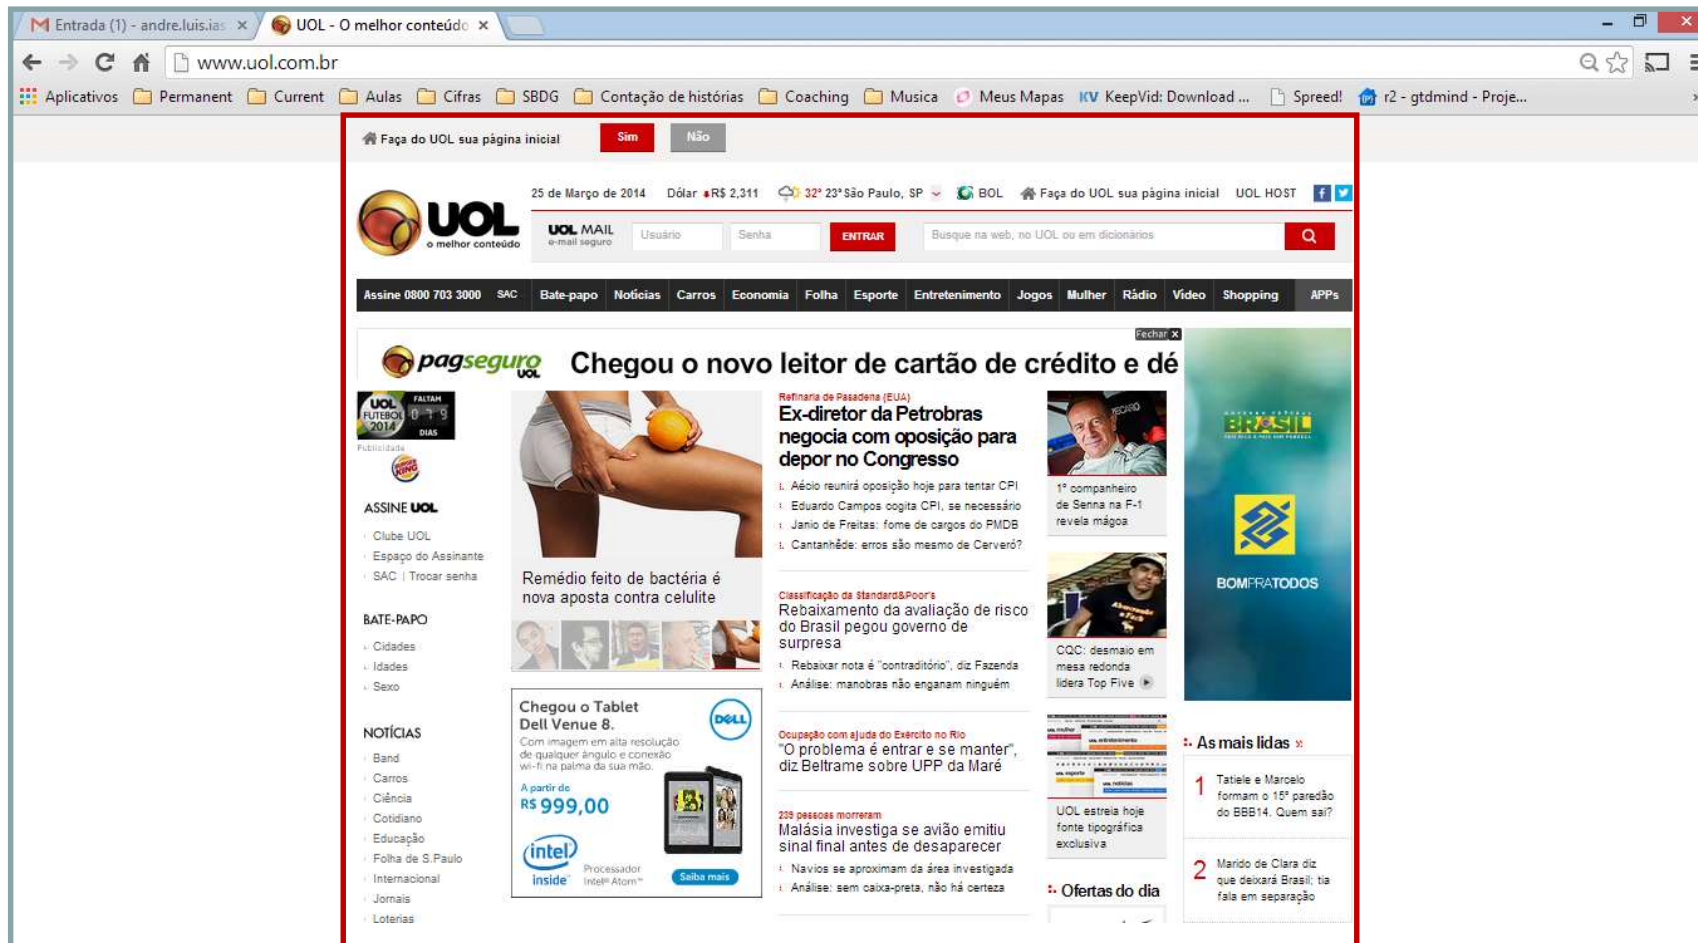 Entrada (1) - andre.luis.ias
UOL - O melhor conteúdo
www.uol.com.br
Aplicativos Permanent Current Aulas Cifras SBDG Contação de histórias Coaching Musica Meus Mapas KV KeepVid: Download ... Spreed! r2 - gtdmind - Proje...
Faça do UOL sua página inicial Sim Não
25 de Março de 2014 Dólar R$ 2,311 32° 23° São Paulo, SP BOL Faça do UOL sua página inicial UOL HOST
UOL
o melhor conteúdo
UOL MAIL
e-mail seguro
Usuário Senha ENTRAR Busque na web, no UOL ou em dicionários
Assine 0800 703 3000 SAC Bate-papo Notícias Carros Economia Folha Esporte Entretenimento Jogos Mulher Rádio Vídeo Shopping APPs
Fechar X
pagseguro UOL Chegou o novo leitor de cartão de crédito e dé
UOL
FUTEBOL
2014
FALTAM
0 7 9
DIAS
Publicidade
BURGER
KING
ASSINE UOL
Clube UOL
Espaço do Assinante
SAC | Trocar senha
BATE-PAPO
Cidades
Idades
Sexo
NOTÍCIAS
Band
Carros
Ciência
Cotidiano
Educação
Folha de S.Paulo
Internacional
Jornais
Loterias
Remédio feito de bactéria é
nova aposta contra celulite
Chegou o Tablet
Dell Venue 8.
DELL
Com imagem em alta resolução
de qualquer ângulo e conexão
wi-fi na palma da sua mão.
A partir de
R$ 999,00
intel
inside
Processador
Intel® Atom™
Saiba mais
Refinaria de Pasadena (EUA)
Ex-diretor da Petrobras
negocia com oposição para
depor no Congresso
Aécio reunirá oposição hoje para tentar CPI
Eduardo Campos cogita CPI, se necessário
Janio de Freitas: fome de cargos do PMDB
Cantanhêde: erros são mesmo de Cerveró?
Classificação da Standard&Poor's
Rebaixamento da avaliação de risco
do Brasil pegou governo de
surpresa
Rebaixar nota é "contraditório", diz Fazenda
Análise: manobras não enganam ninguém
Ocupação com ajuda do Exército no Rio
"O problema é entrar e se manter",
diz Beltrame sobre UPP da Maré
239 pessoas morreram
Malásia investiga se avião emitiu
sinal final antes de desaparecer
Navios se aproximam da área investigada
Análise: sem caixa-preta, não há certeza
1º companheiro
de Senna na F-1
revela mágoa
CQC: desmaio em
mesa redonda
lidera Top Five
UOL estreia hoje
fonte tipográfica
exclusiva
Ofertas do dia
BRASIL
BOMPRATODOS
As mais lidas »
1 Tatiele e Marcelo
formam o 15º paredão
do BBB14. Quem sai?
2 Marido de Clara diz
que deixará Brasil; tia
fala em separação